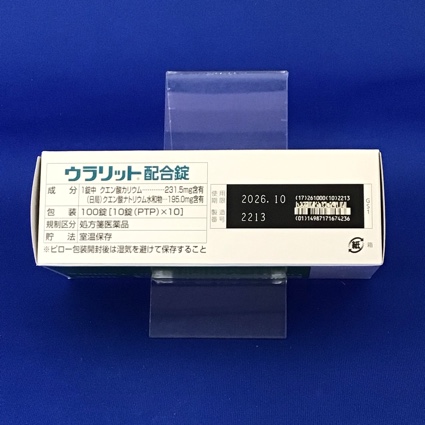 ウラリット®配合錠
成分 1錠中 クエン酸カリウム 231.5mg含有
(日局)クエン酸ナトリウム水和物 195.0mg含有
包装 100錠[10錠(PTP)×10]
規制区分 処方箋医薬品
貯法 室温保存
※ピロー包装開封後は湿気を避けて保存すること
使用期限 2026.10
製造番号 2213
(17)261000(10)2213
(01)14987171674236
紙
箱